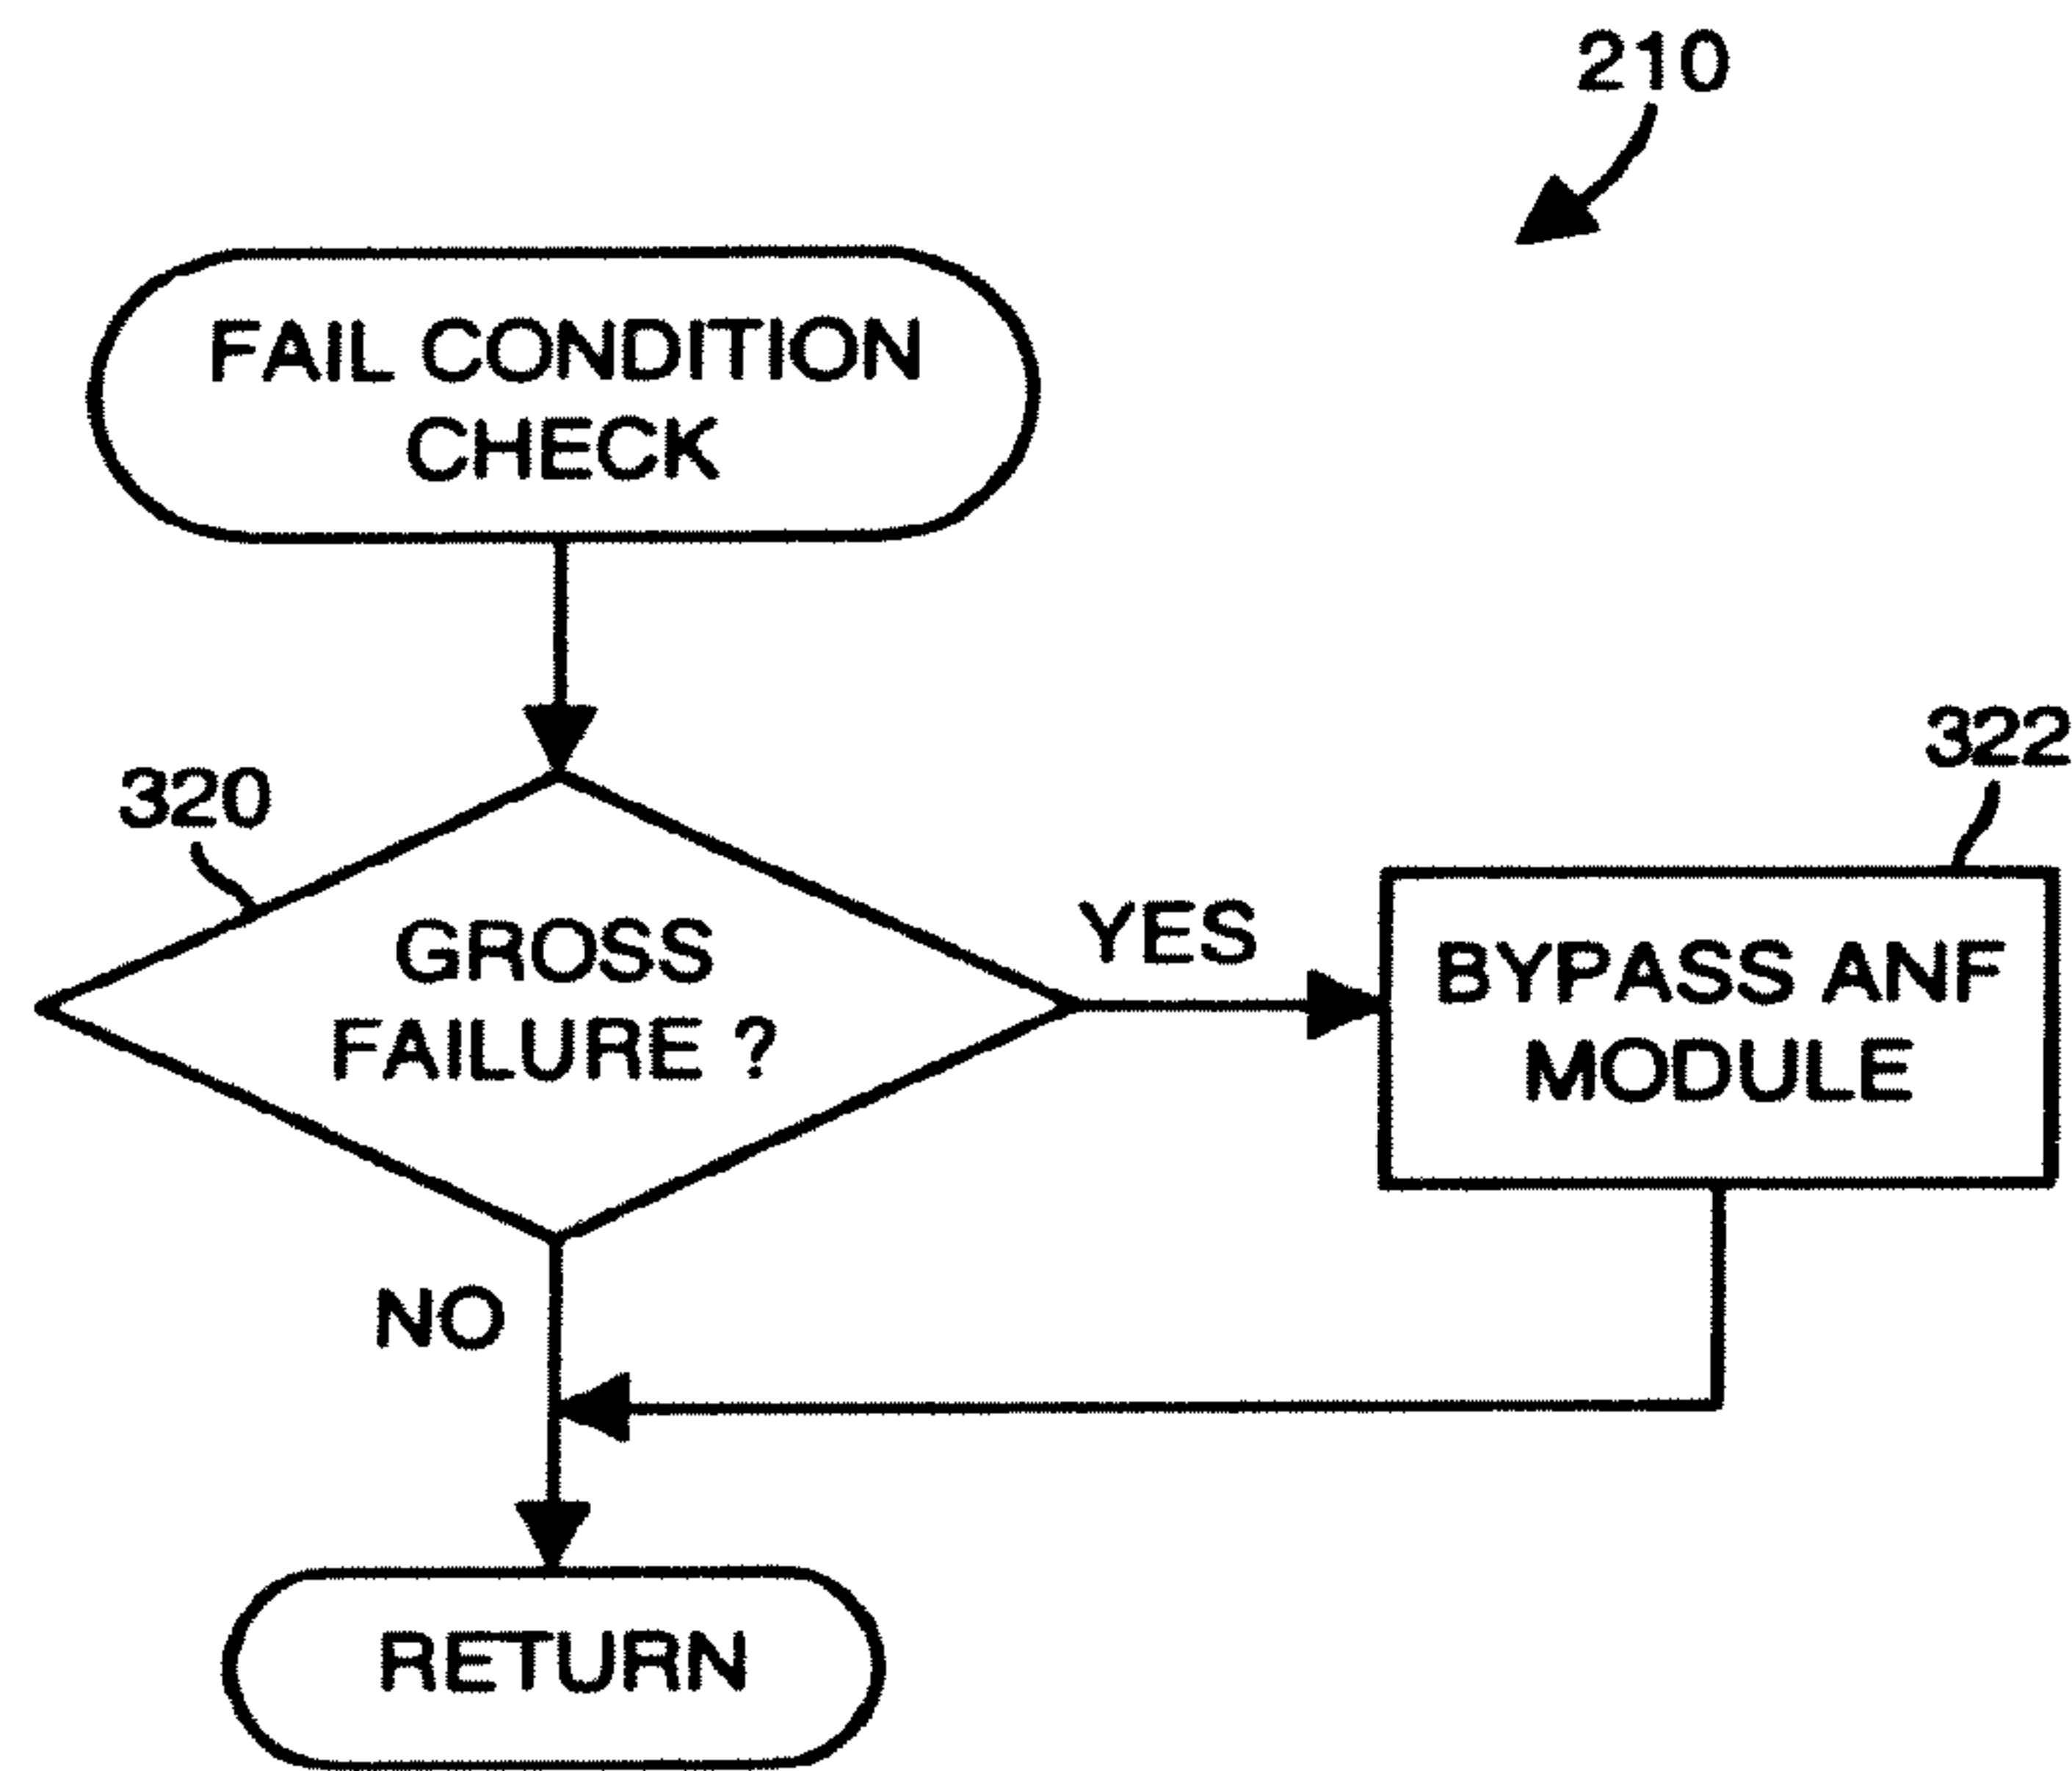 210
FAIL CONDITION
CHECK
320
GROSS
FAILURE ?
YES
322
BYPASS ANF
MODULE
NO
RETURN